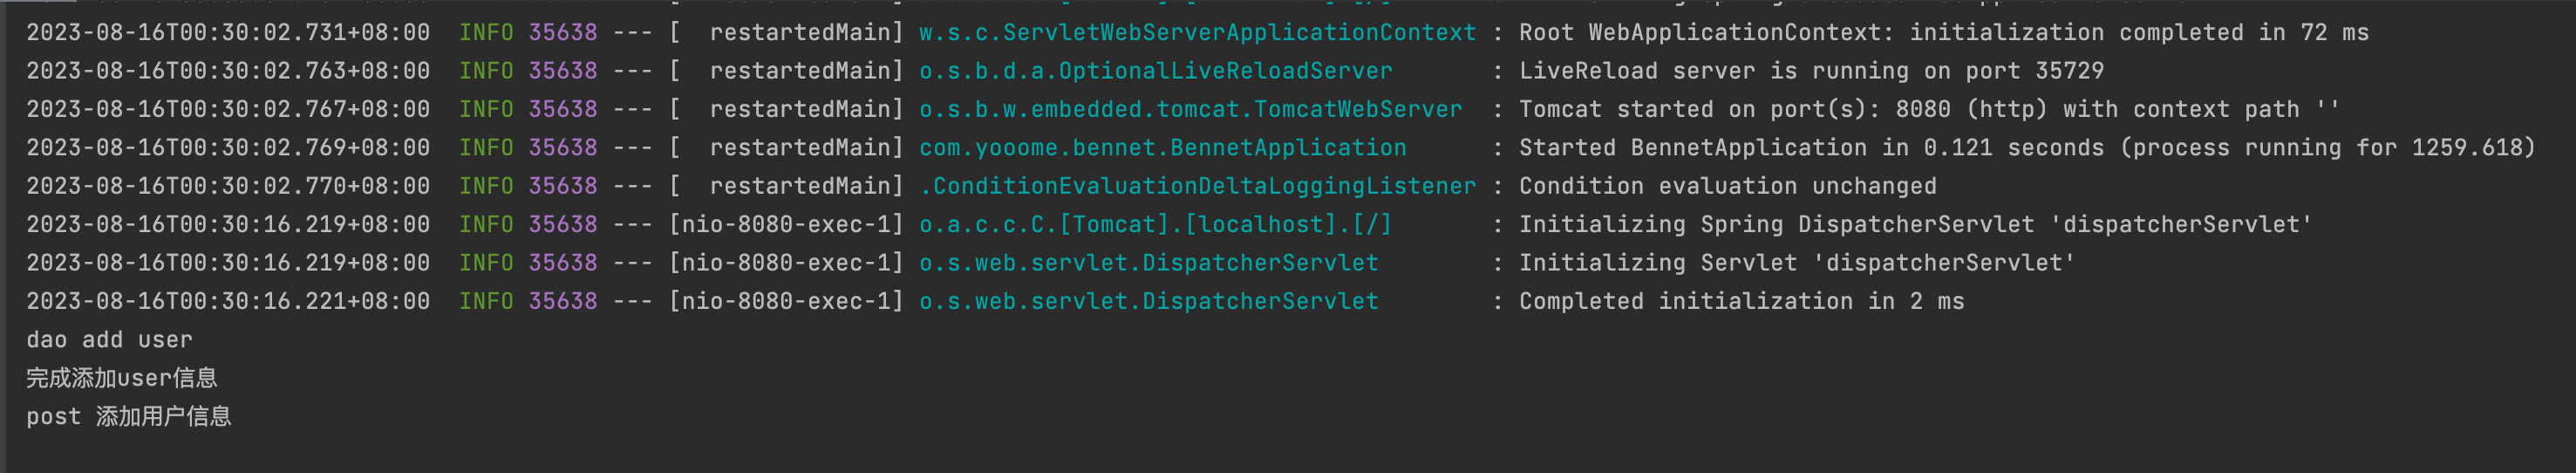 2023-08-16T00:30:02.731+08:00  INFO 35638 --- [  restartedMain] w.s.c.ServletWebServerApplicationContext : Root WebApplicationContext: initialization completed in 72 ms
2023-08-16T00:30:02.763+08:00  INFO 35638 --- [  restartedMain] o.s.b.d.a.OptionalLiveReloadServer       : LiveReload server is running on port 35729
2023-08-16T00:30:02.767+08:00  INFO 35638 --- [  restartedMain] o.s.b.w.embedded.tomcat.TomcatWebServer  : Tomcat started on port(s): 8080 (http) with context path ''
2023-08-16T00:30:02.769+08:00  INFO 35638 --- [  restartedMain] com.yooome.bennet.BennetApplication      : Started BennetApplication in 0.121 seconds (process running for 1259.618)
2023-08-16T00:30:02.770+08:00  INFO 35638 --- [  restartedMain] .ConditionEvaluationDeltaLoggingListener : Condition evaluation unchanged
2023-08-16T00:30:16.219+08:00  INFO 35638 --- [nio-8080-exec-1] o.a.c.c.C.[Tomcat].[localhost].[/]       : Initializing Spring DispatcherServlet 'dispatcherServlet'
2023-08-16T00:30:16.219+08:00  INFO 35638 --- [nio-8080-exec-1] o.s.web.servlet.DispatcherServlet        : Initializing Servlet 'dispatcherServlet'
2023-08-16T00:30:16.221+08:00  INFO 35638 --- [nio-8080-exec-1] o.s.web.servlet.DispatcherServlet        : Completed initialization in 2 ms
dao add user
完成添加user信息
post 添加用户信息